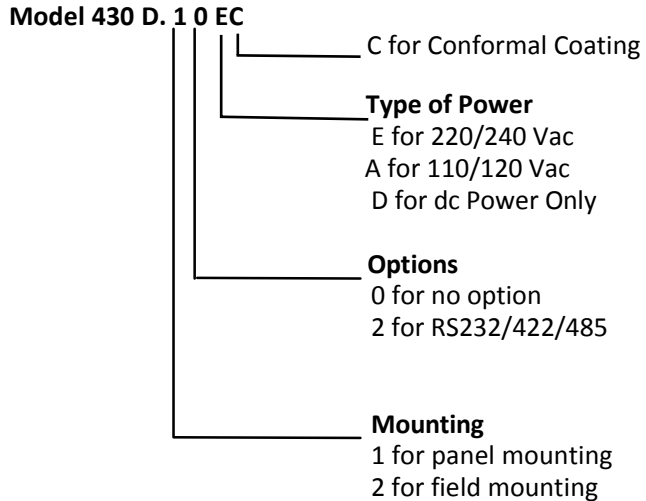 Model 430 D. 1 0 EC
C for Conformal Coating
Type of Power
E for 220/240 Vac
A for 110/120 Vac
D for dc Power Only
Options
0 for no option
2 for RS232/422/485
Mounting
1 for panel mounting
2 for field mounting